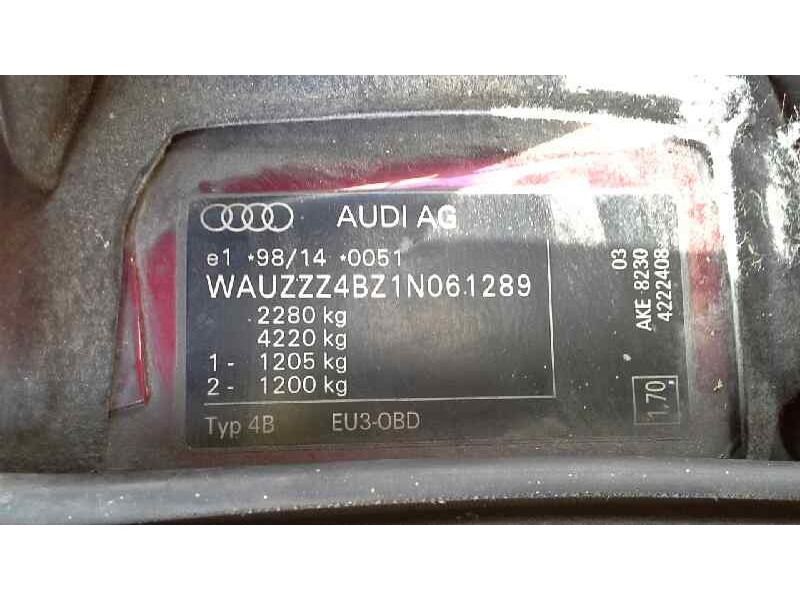 AUDI AG
e1 *98/14 *0051
WAUZZZ4BZ1N061289
2280 kg
4220 kg
1- 1205 kg
2- 1200 kg
Typ 4B EU3-OBD
03
AKE 8230
4222408
1,70